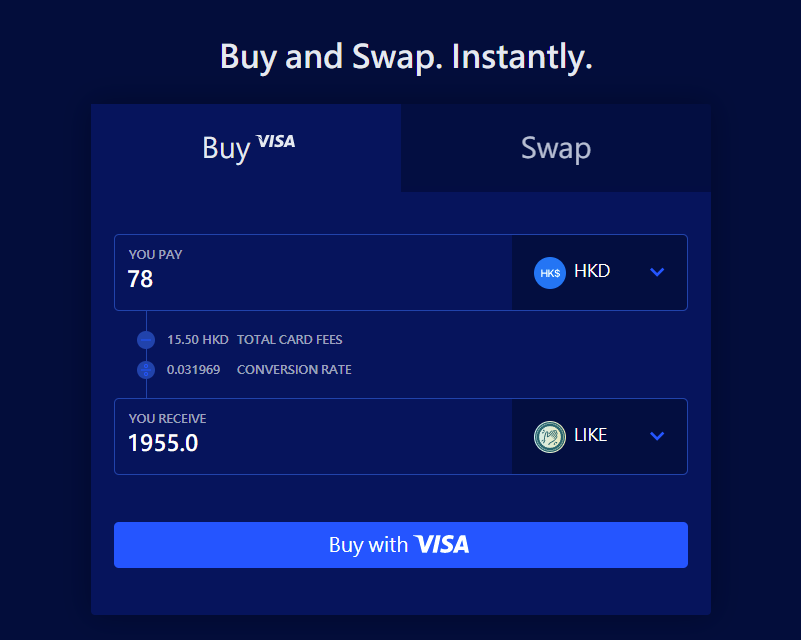 Buy and Swap. Instantly.
Buy VISA
Swap
YOU PAY
78
HK$ HKD
15.50 HKD TOTAL CARD FEES
0.031969 CONVERSION RATE
YOU RECEIVE
1955.0
LIKE
Buy with VISA